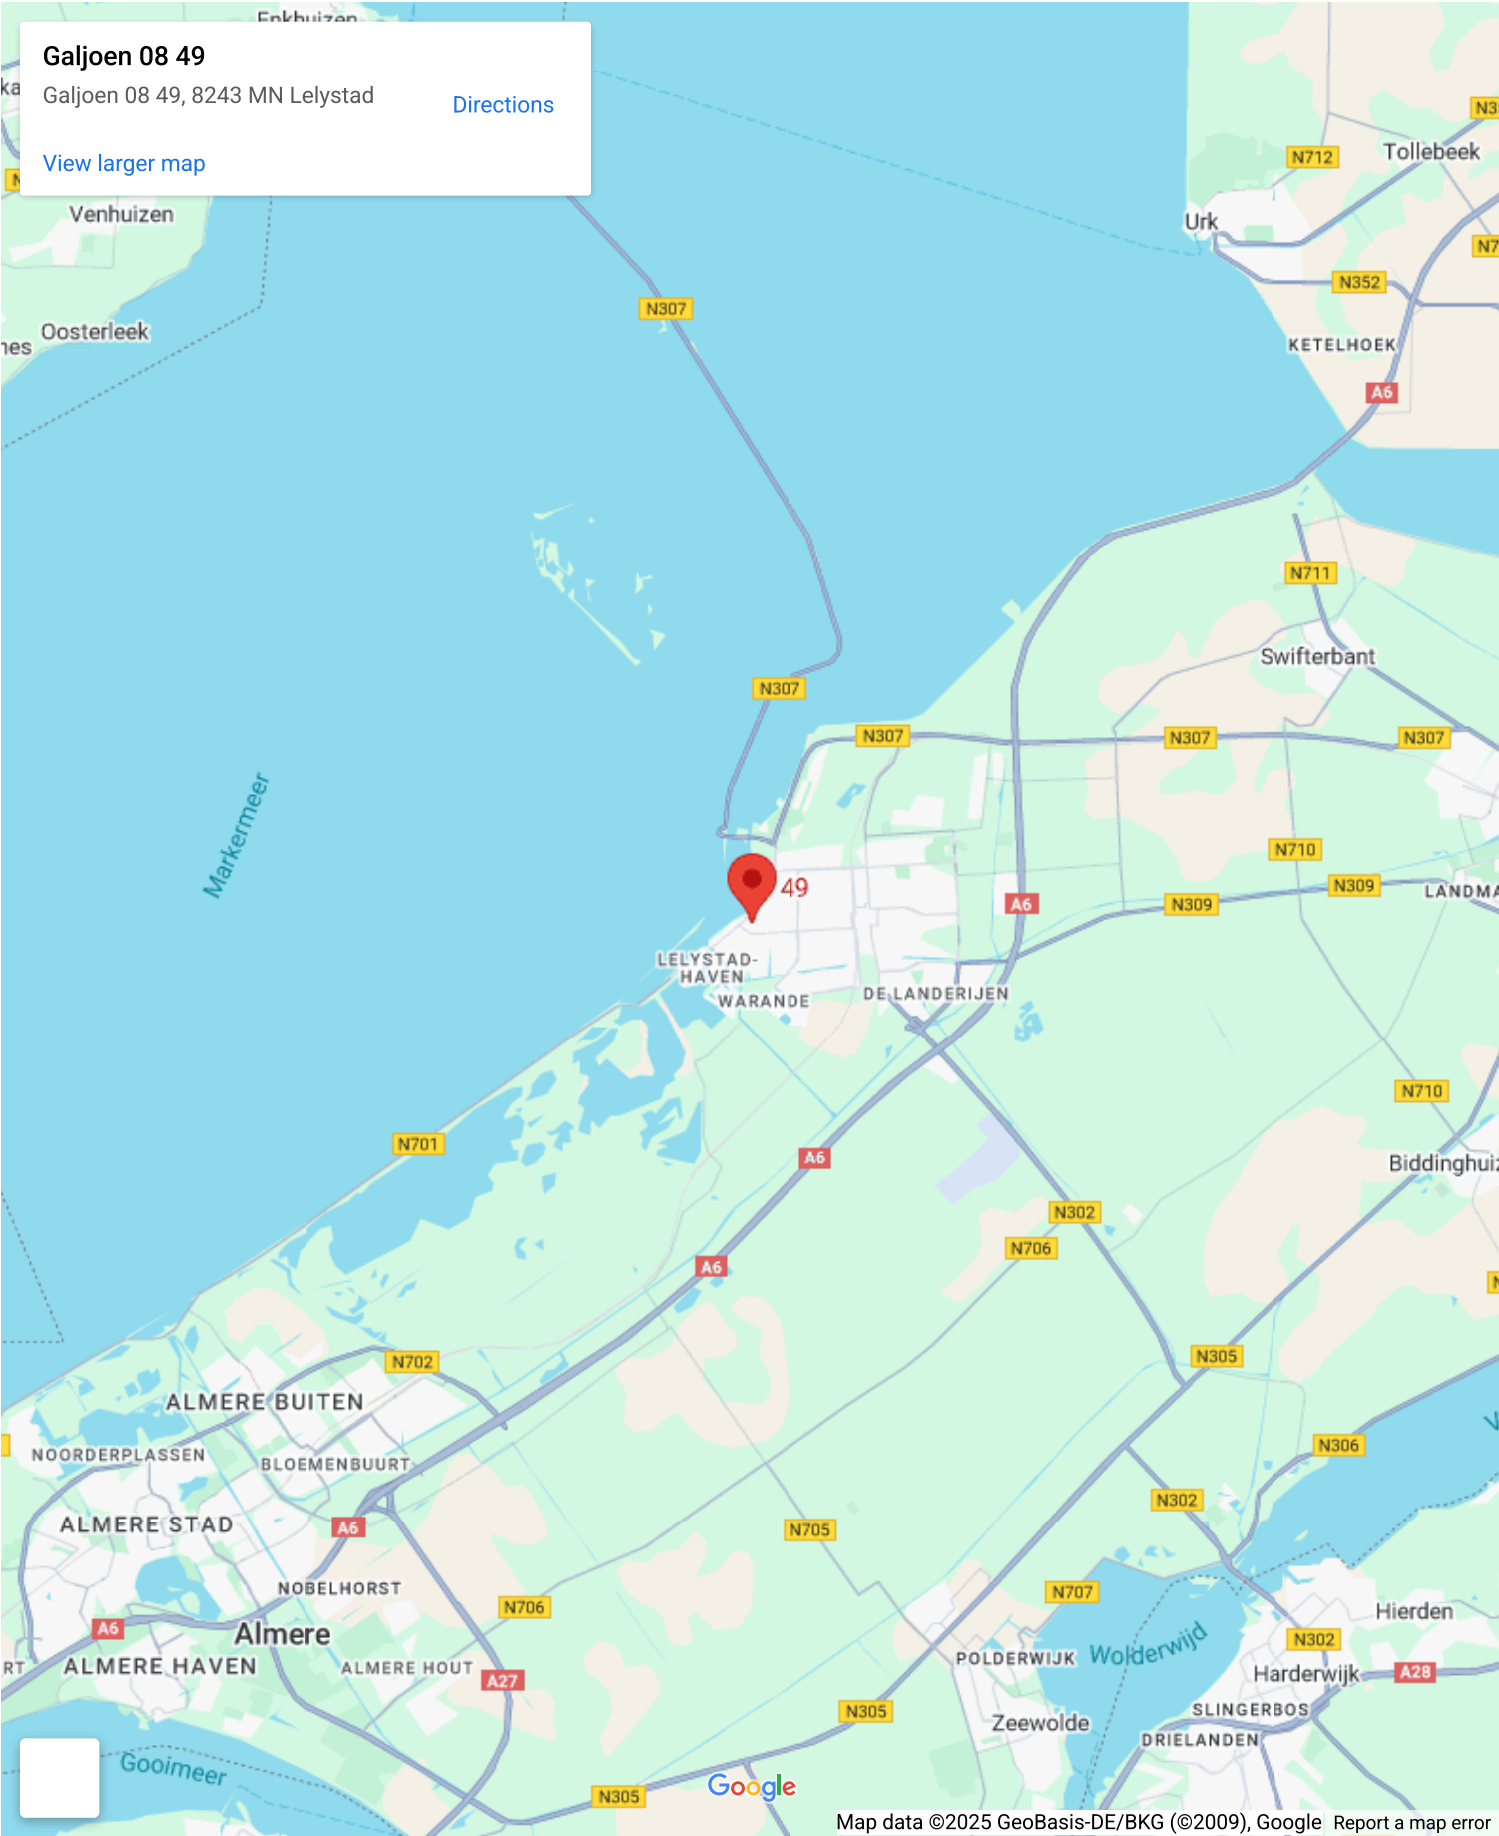 Enkhuizen
Galjoen 08 49
Galjoen 08 49, 8243 MN Lelystad
Directions
View larger map
Venhuizen
Oosterleek
N307
N712
Tollebeek
Urk
N352
KETELHOEK
A6
N711
Swifterbant
N307
N307
N307
N307
Markermeer
49
N710
N309
N309
A6
LELYSTAD-
HAVEN
WARANDE
DE LANDERIJEN
N710
N701
A6
N302
N706
A6
N305
N702
ALMERE BUITEN
NOORDERPLASSEN
BLOEMENBUURT
N306
ALMERE STAD
A6
N302
N705
NOBELHORST
N706
N707
Hierden
A6
Almere
N302
ALMERE HAVEN
ALMERE HOUT
A27
POLDERWIJK
Wolderwijd
Harderwijk
A28
N305
SLINGERBOS
Zeewolde
DRIELANDEN
Gooimeer
N305
Google
Map data ©2025 GeoBasis-DE/BKG (©2009), Google
Report a map error